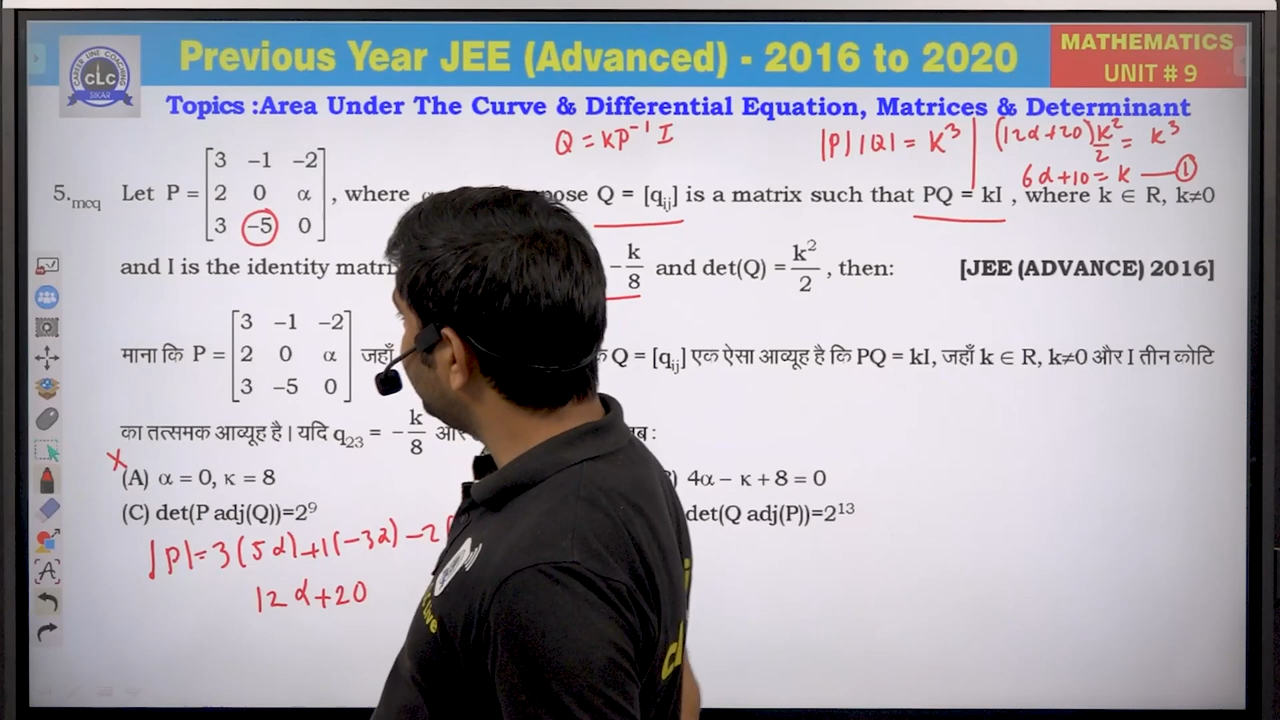 Previous Year JEE (Advanced) - 2016 to 2020
MATHEMATICS
UNIT # 9
CAREER LINE COACHING
CLC
SIKAR
Topics :Area Under The Curve & Differential Equation, Matrices & Determinant
Q = KP⁻¹ I
|P| |Q| = K³
(12α+20) K²/2 = K³
6α+10 = K — ①
5.mcq Let P = [3 −1 −2; 2 0 α; 3 −5 0], where Q = [qij] is a matrix such that PQ = kI , where k ∈ R, k≠0
and I is the identity − k/8 and det(Q) = k²/2 , then: [JEE (ADVANCE) 2016]
माना कि P = [3 −1 −2; 2 0 α; 3 −5 0] जहाँ Q = [qij] एक ऐसा आव्यूह है कि PQ = kI, जहाँ k ∈ R, k≠0 और I तीन कोटि
का तत्समक आव्यूह है। यदि q23 = − k/8 और
X
(A) α = 0, κ = 8
) 4α − κ + 8 = 0
(C) det(P adj(Q))=2⁹
det(Q adj(P))=2¹³
|P| = 3(5α)+1(−3α)−2
12α+20